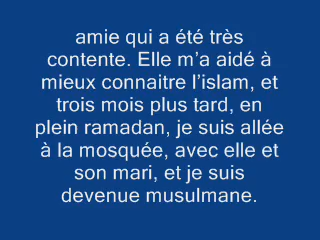 amie qui a été très
contente. Elle m'a aidé à
mieux connaitre l'islam, et
trois mois plus tard, en
plein ramadan, je suis allée
à la mosquée, avec elle et
son mari, et je suis
devenue musulmane.